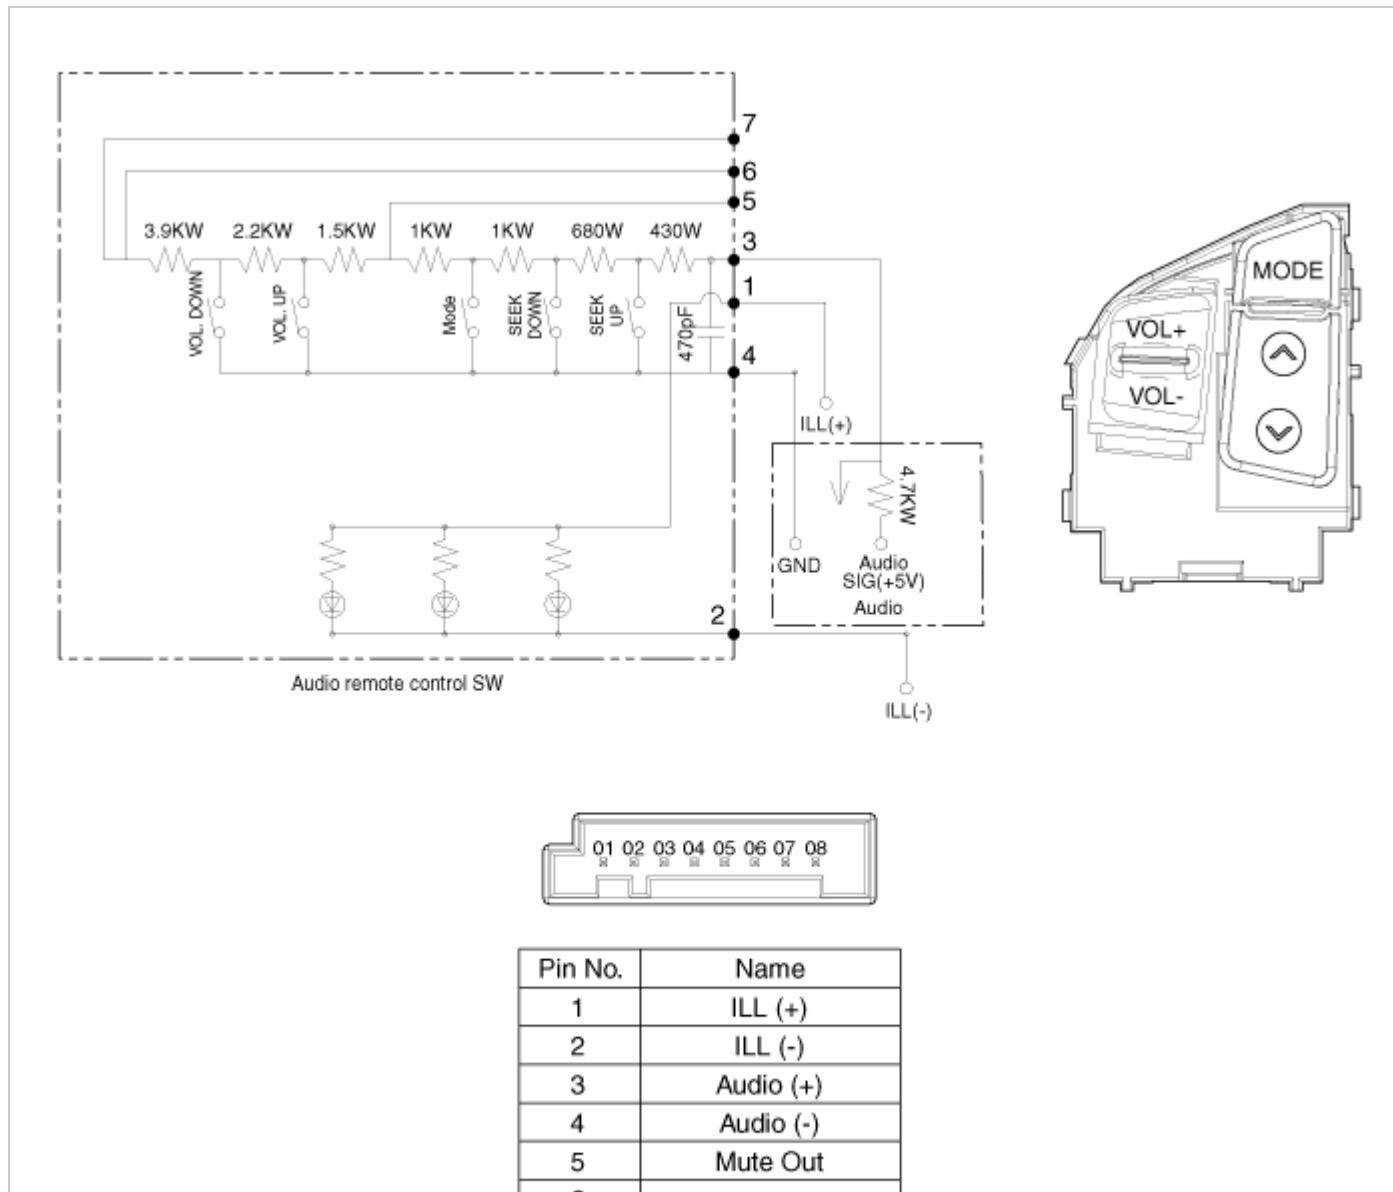 7
6
5
3.9KW 2.2KW 1.5KW 1KW 1KW 680W 430W 3
VOL. DOWN
VOL. UP
Mode
SEEK DOWN
SEEK UP
470pF
1
4
ILL(+)
4.7KW
GND
Audio
SIG(+5V)
Audio
2
ILL(-)
Audio remote control SW
MODE
VOL+
VOL-
01 02 03 04 05 06 07 08
Pin No. Name
1 ILL (+)
2 ILL (-)
3 Audio (+)
4 Audio (-)
5 Mute Out